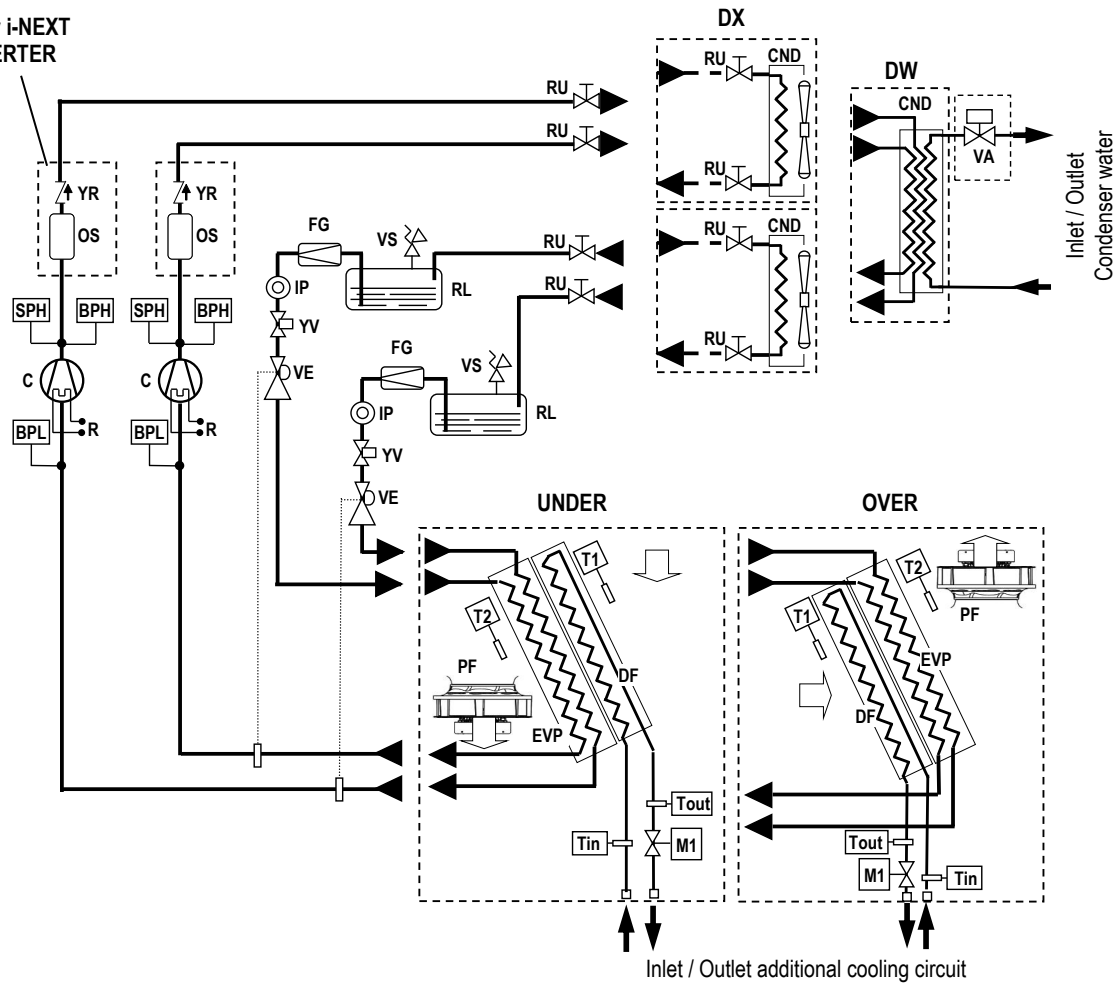 i-NEXT
ERTER
DX
RU
RU
CND
DW
CND
VA
RU
RU
Inlet / Outlet
Condenser water
YR
YR
OS
OS
FG
VS
RU
RU
CND
RL
RU
IP
SPH
BPH
SPH
BPH
YV
FG
VS
RU
C
C
VE
IP
RL
R
R
BPL
BPL
YV
VE
UNDER
OVER
T1
T2
T2
T1
PF
PF
DF
EVP
EVP
DF
Tout
Tin
M1
Tout
M1
Tin
Inlet / Outlet additional cooling circuit